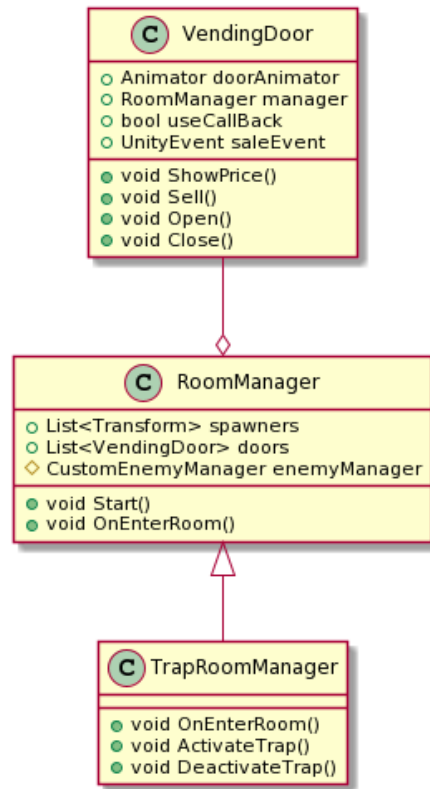 C VendingDoor
Animator doorAnimator
RoomManager manager
bool useCallBack
UnityEvent saleEvent
void ShowPrice()
void Sell()
void Open()
void Close()
C RoomManager
List<Transform> spawners
List<VendingDoor> doors
CustomEnemyManager enemyManager
void Start()
void OnEnterRoom()
C TrapRoomManager
void OnEnterRoom()
void ActivateTrap()
void DeactivateTrap()